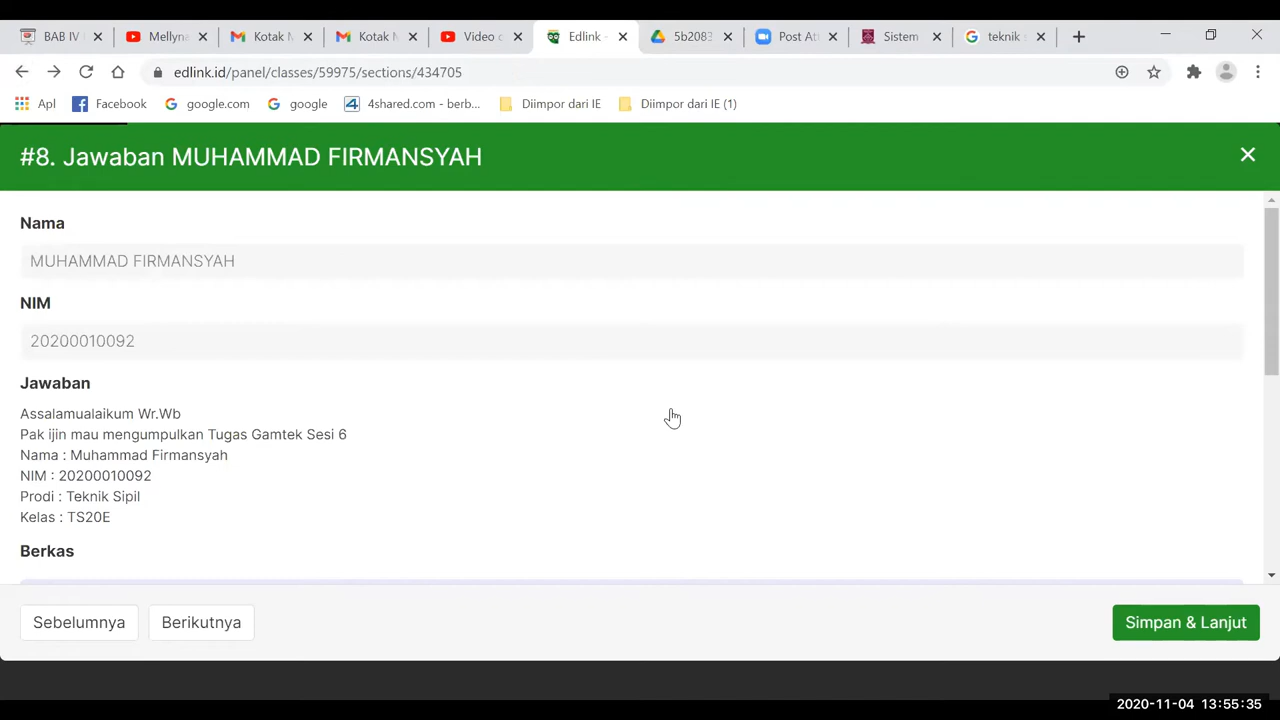 BAB IV
Mellyna
Kotak M
Kotak M
Video c
Edlink -
5b2083
Post Att
Sistem
teknik s
edlink.id/panel/classes/59975/sections/434705
Apl
Facebook
google.com
google
4shared.com - berb...
Diimpor dari IE
Diimpor dari IE (1)
#8. Jawaban MUHAMMAD FIRMANSYAH
Nama
MUHAMMAD FIRMANSYAH
NIM
20200010092
Jawaban
Assalamualaikum Wr.Wb
Pak ijin mau mengumpulkan Tugas Gamtek Sesi 6
Nama : Muhammad Firmansyah
NIM : 20200010092
Prodi : Teknik Sipil
Kelas : TS20E
Berkas
Sebelumnya
Berikutnya
Simpan & Lanjut
2020-11-04 13:55:35